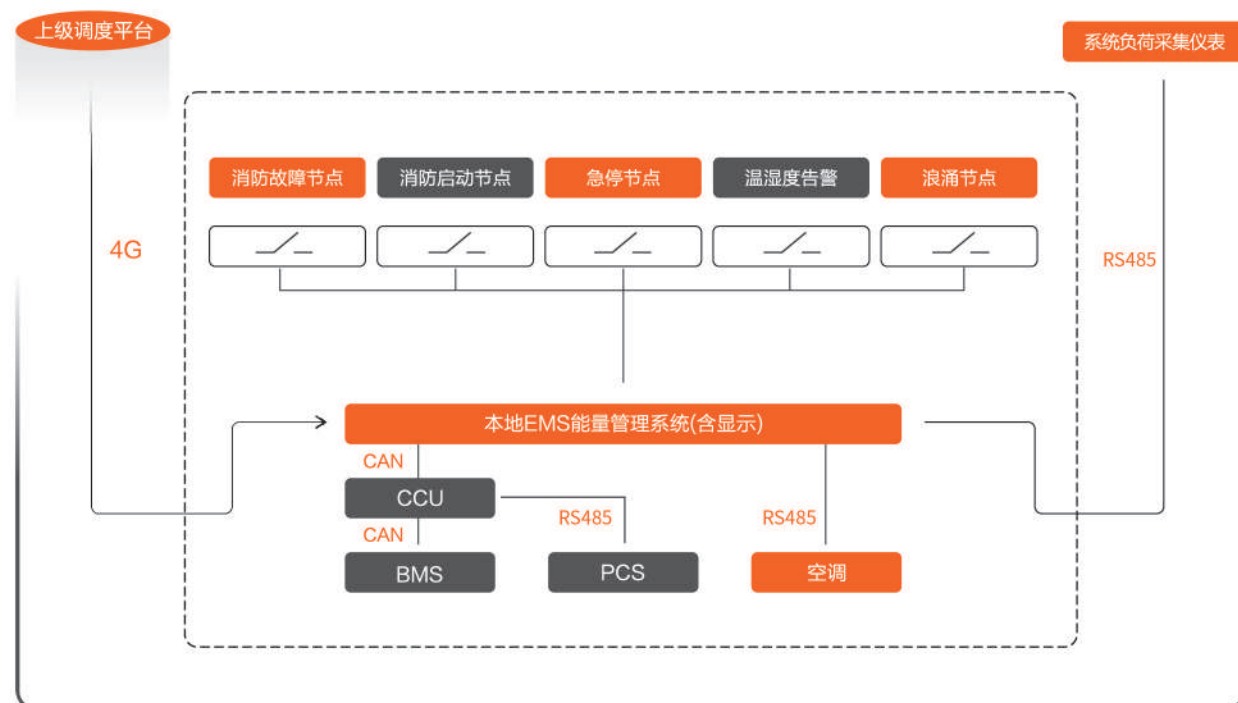 上级调度平台
系统负荷采集仪表
消防故障节点
消防启动节点
急停节点
温湿度告警
浪涌节点
4G
RS485
本地EMS能量管理系统(含显示)
CAN
CCU
RS485
RS485
CAN
BMS
PCS
空调